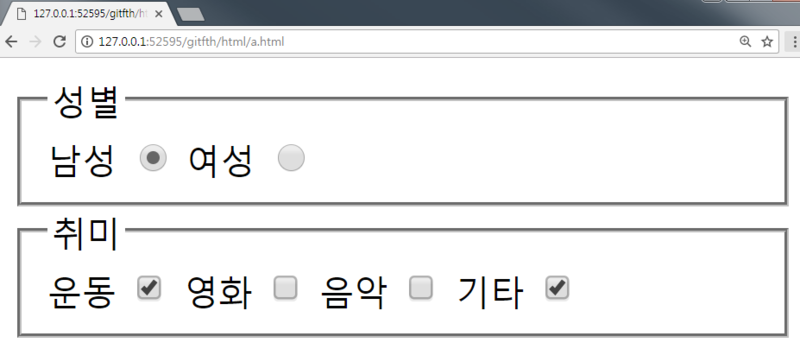 127.0.0.1:52595/gitfth/ht
127.0.0.1:52595/gitfth/html/a.html
성별
남성 여성
취미
운동 영화 음악 기타